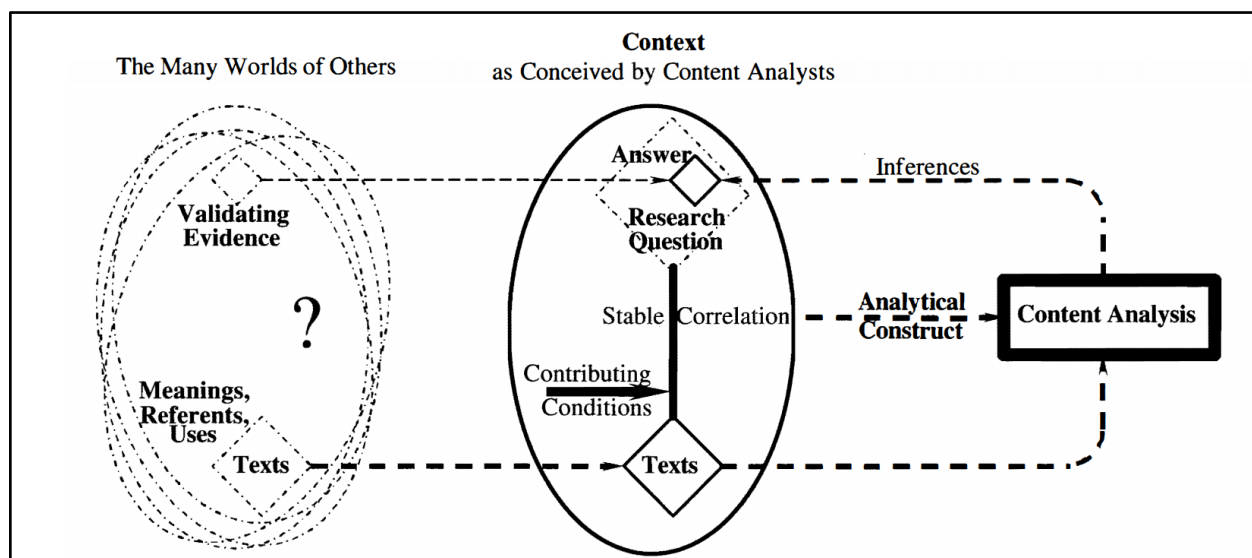 The Many Worlds of Others
Context
as Conceived by Content Analysts
Validating
Evidence
?
Meanings,
Referents,
Uses
Texts
Answer
Research
Question
Stable Correlation
Contributing
Conditions
Texts
Inferences
Analytical
Construct
Content Analysis